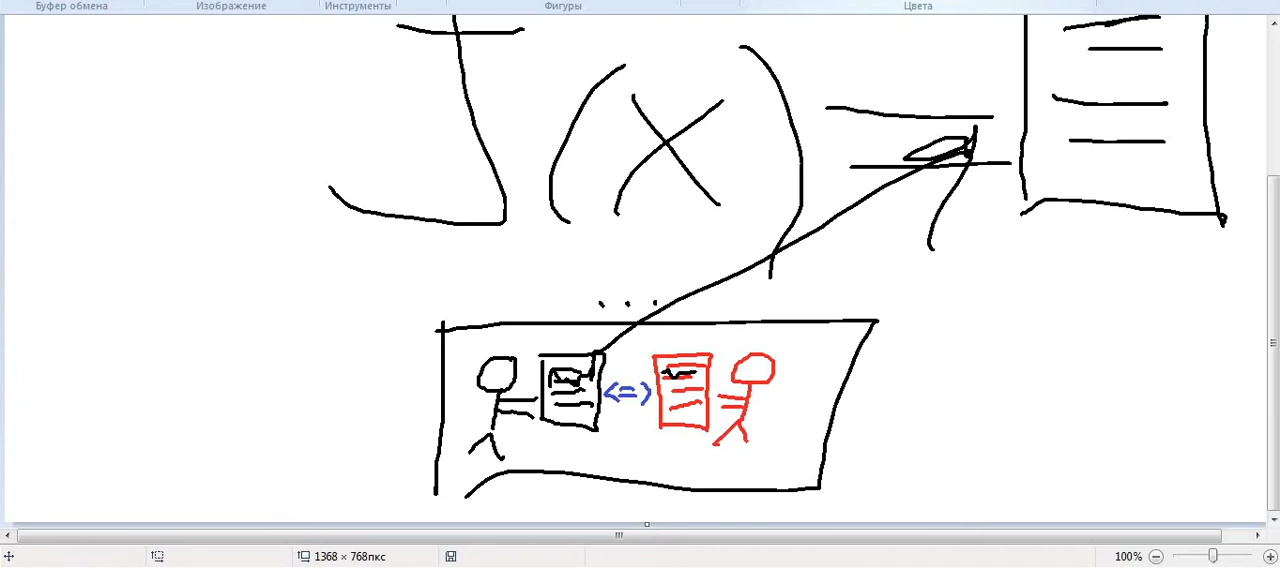 Буфер обмена Изображение Инструменты Фигуры Цвета
f(x) =
...
<=>
1368 × 768пкс 100%